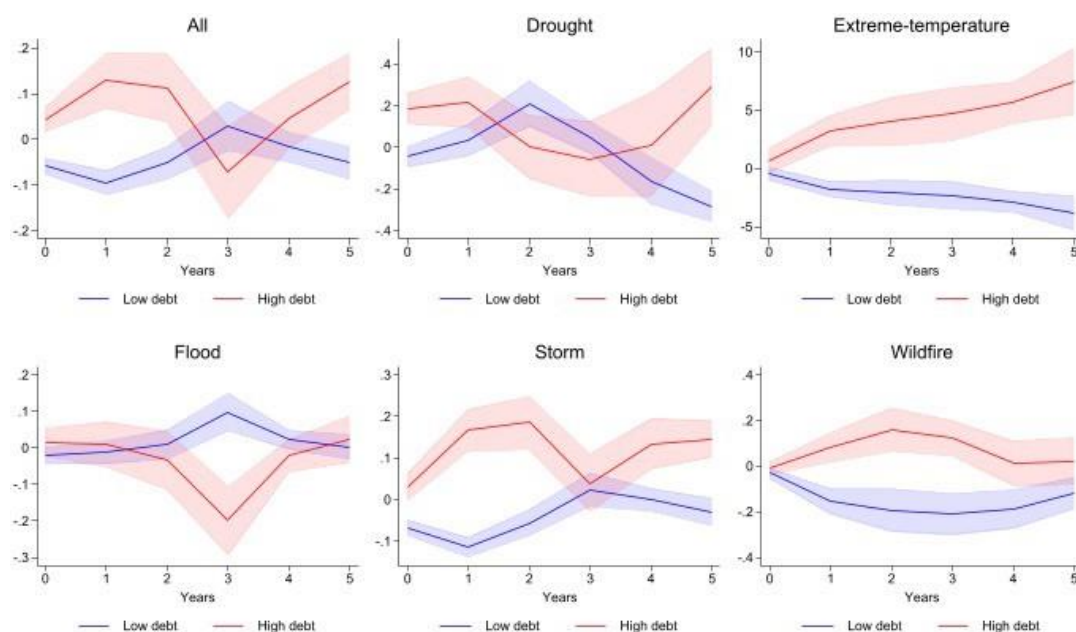 All
.2
.1
0
-.1
-.2
0 1 2 3 4 5
Years
Low debt High debt
Drought
.4
.2
0
-.2
-.4
0 1 2 3 4 5
Years
Low debt High debt
Extreme-temperature
10
5
0
-5
0 1 2 3 4 5
Years
Low debt High debt
Flood
.2
.1
0
-.1
-.2
-.3
0 1 2 3 4 5
Years
Low debt High debt
Storm
.3
.2
.1
0
-.1
0 1 2 3 4 5
Years
Low debt High debt
Wildfire
.4
.2
0
-.2
-.4
0 1 2 3 4 5
Years
Low debt High debt